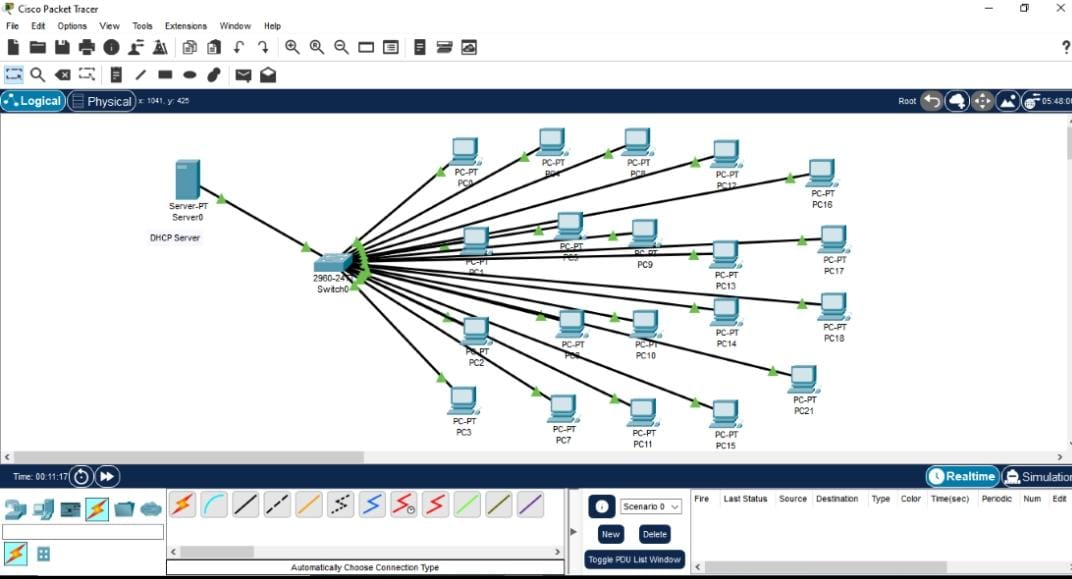 Cisco Packet Tracer
File Edit Options View Tools Extensions Window Help
?
Logical Physical x: 1041, y: 425 Root 05:48:0
PC-PT
PC0
PC-PT
PC4
PC-PT
PC-PT
PC12
PC-PT
PC16
Server-PT
Server0
DHCP Server
PC-PT
PC1
PC-PT
PC-PT
PC9
PC-PT
PC13
PC-PT
PC17
2960-24
Switch0
PC-PT
PC2
PC-PT
PC-PT
PC10
PC-PT
PC14
PC-PT
PC18
PC-PT
PC3
PC-PT
PC7
PC-PT
PC11
PC-PT
PC15
PC-PT
PC21
Time: 00:11:17 Realtime Simulation
Scenario 0
New Delete
Toggle PDU List Window
Fire Last Status Source Destination Type Color Time(sec) Periodic Num Edit
Automatically Choose Connection Type